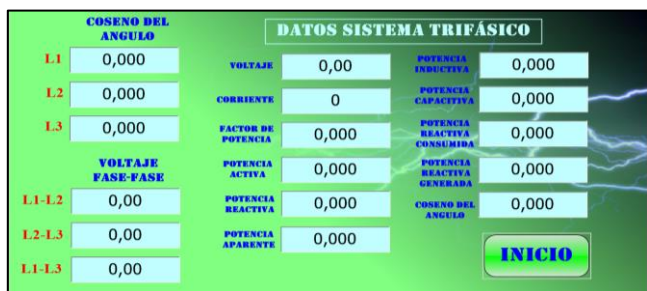 COSENO DEL
ANGULO
L1 0,000
L2 0,000
L3 0,000
VOLTAJE
FASE-FASE
L1-L2 0,00
L2-L3 0,00
L1-L3 0,00
DATOS SISTEMA TRIFÁSICO
VOLTAJE 0,00
CORRIENTE 0
FACTOR DE
POTENCIA 0,000
POTENCIA
ACTIVA 0,000
POTENCIA
REACTIVA 0,000
POTENCIA
APARENTE 0,000
POTENCIA
INDUCTIVA 0,000
POTENCIA
CAPACITIVA 0,000
POTENCIA
REACTIVA
CONSUMIDA 0,000
POTENCIA
REACTIVA
GENERADA 0,000
COSENO DEL
ANGULO 0,000
INICIO